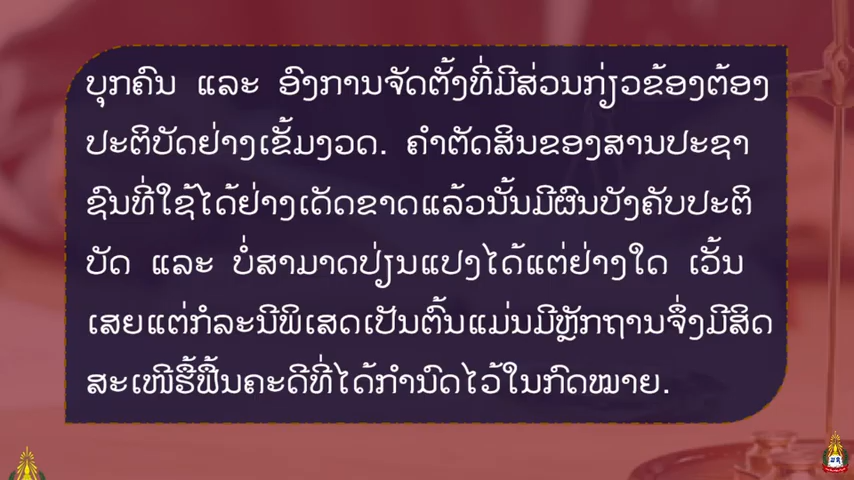 ບຸກຄົນ ແລະ ອົງການຈັດຕັ້ງທີ່ມີສ່ວນກ່ຽວຂ້ອງຕ້ອງ
ປະຕິບັດຢ່າງເຂັ້ມງວດ. ຄຳຕັດສິນຂອງສານປະຊາ
ຊົນທີ່ໃຊ້ໄດ້ຢ່າງເດັດຂາດແລ້ວນັ້ນມີຜົນບັງຄັບປະຕິ
ບັດ ແລະ ບໍ່ສາມາດປ່ຽນແປງໄດ້ແຕ່ຢ່າງໃດ ເວັ້ນ
ເສຍແຕ່ກໍລະນີພິເສດເປັນຕົ້ນແມ່ນມີຫຼັກຖານຈຶ່ງມີສິດ
ສະເໜີຮື້ຟື້ນຄະດີທີ່ໄດ້ກຳນົດໄວ້ໃນກົດໝາຍ.